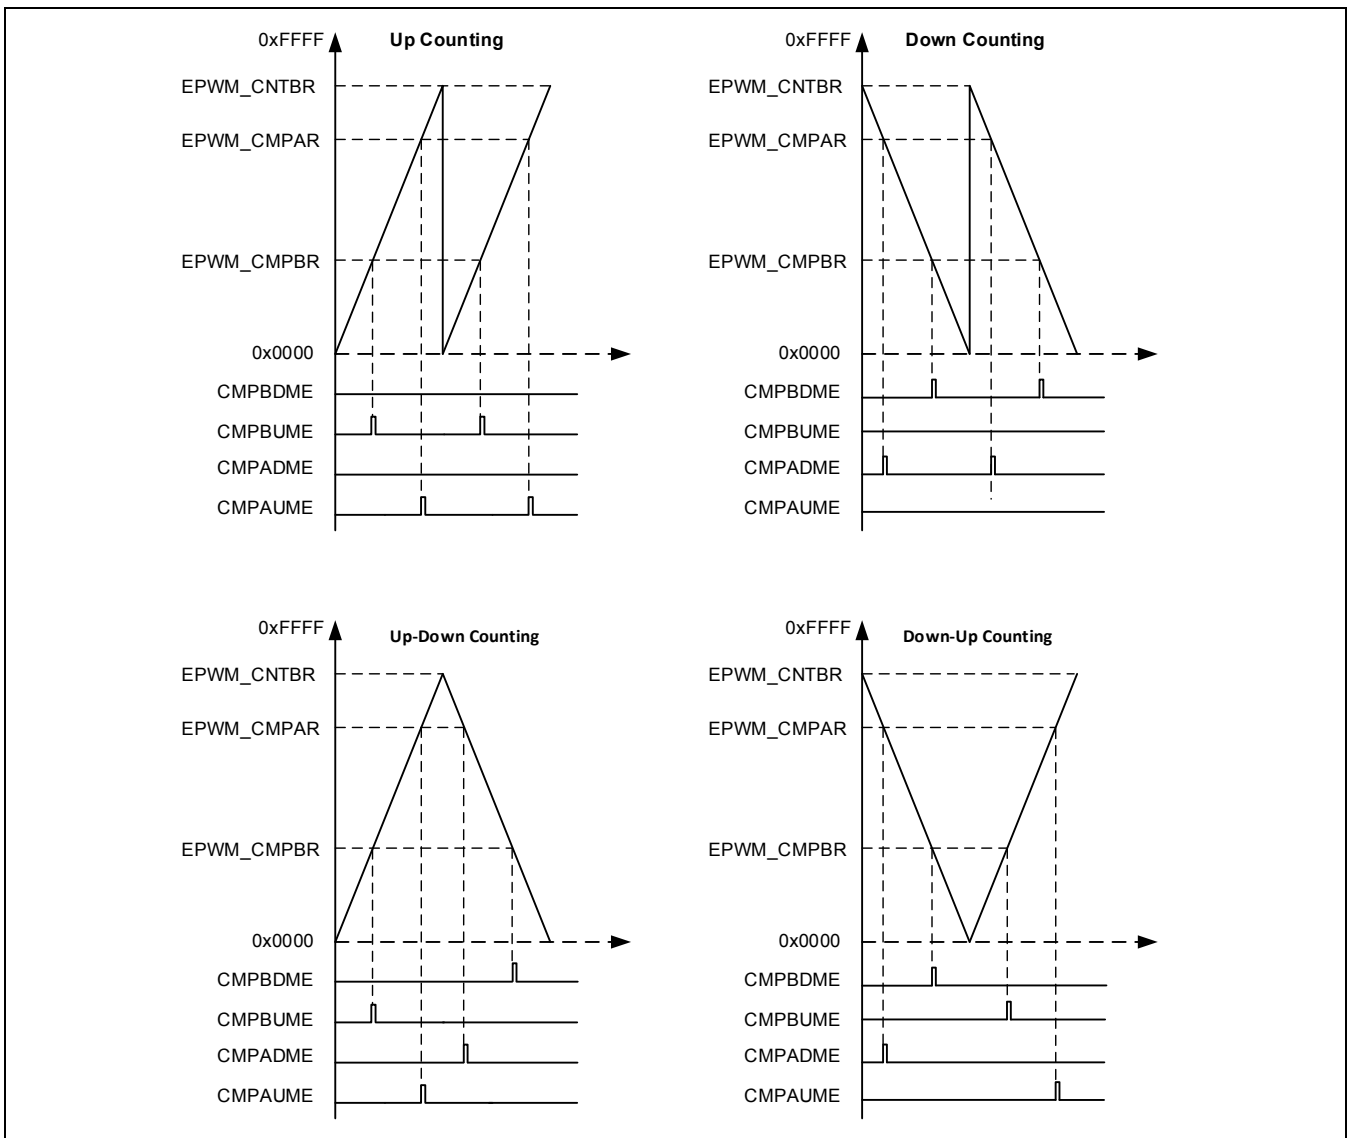 0xFFFF
Up Counting
EPWM_CNTBR
EPWM_CMPAR
EPWM_CMPBR
0x0000
CMPBDME
CMPBUME
CMPADME
CMPAUME
0xFFFF
Down Counting
EPWM_CNTBR
EPWM_CMPAR
EPWM_CMPBR
0x0000
CMPBDME
CMPBUME
CMPADME
CMPAUME
0xFFFF
Up-Down Counting
EPWM_CNTBR
EPWM_CMPAR
EPWM_CMPBR
0x0000
CMPBDME
CMPBUME
CMPADME
CMPAUME
0xFFFF
Down-Up Counting
EPWM_CNTBR
EPWM_CMPAR
EPWM_CMPBR
0x0000
CMPBDME
CMPBUME
CMPADME
CMPAUME